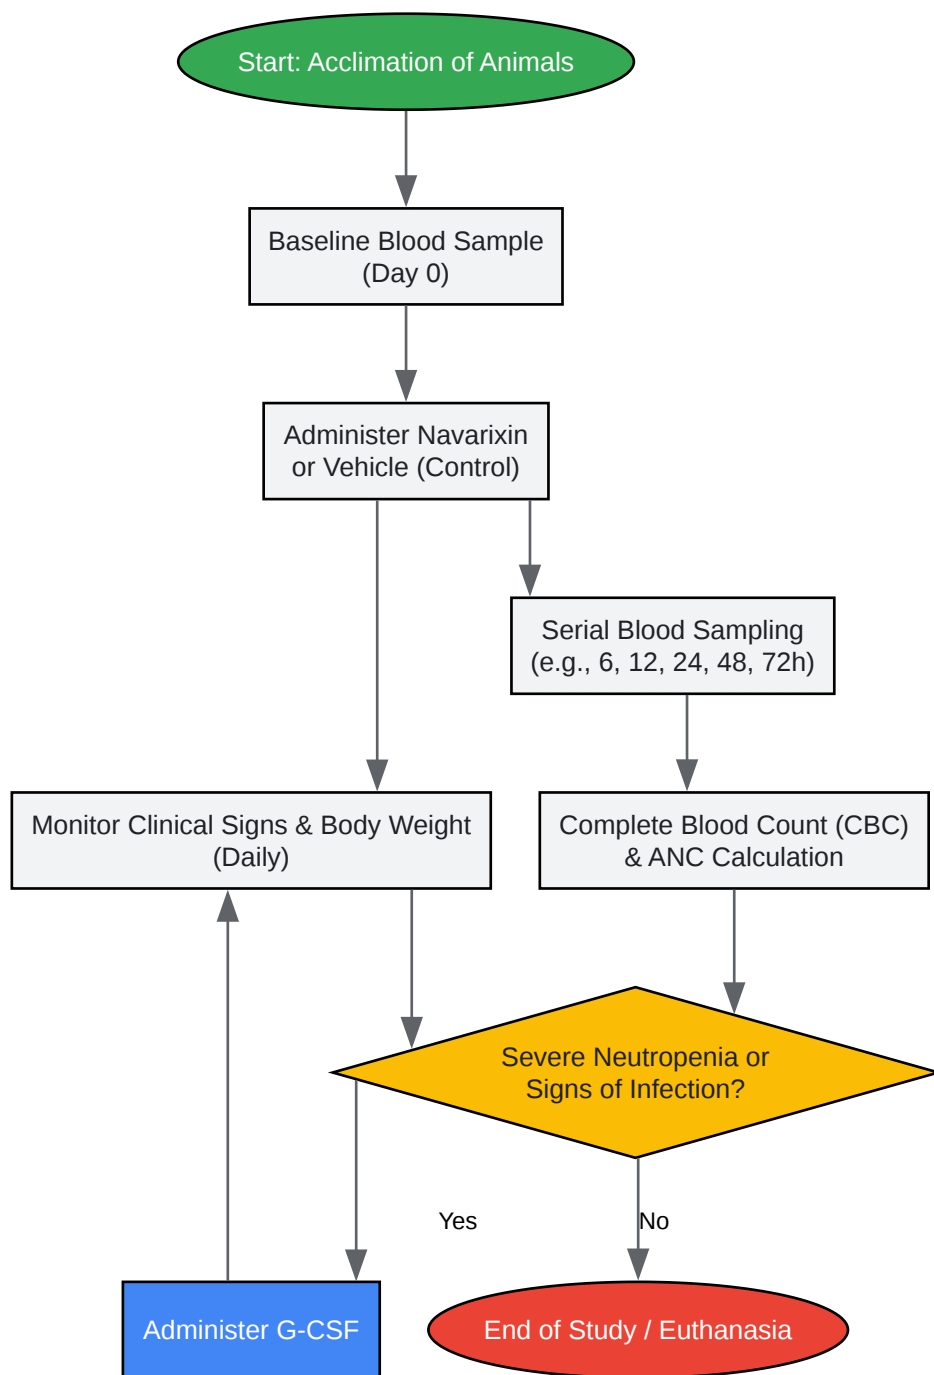 Start: Acclimation of Animals
Baseline Blood Sample
(Day 0)
Administer Navarixin
or Vehicle (Control)
Serial Blood Sampling
(e.g., 6, 12, 24, 48, 72h)
Monitor Clinical Signs & Body Weight
(Daily)
Complete Blood Count (CBC)
& ANC Calculation
Severe Neutropenia or
Signs of Infection?
Yes
No
Administer G-CSF
End of Study / Euthanasia